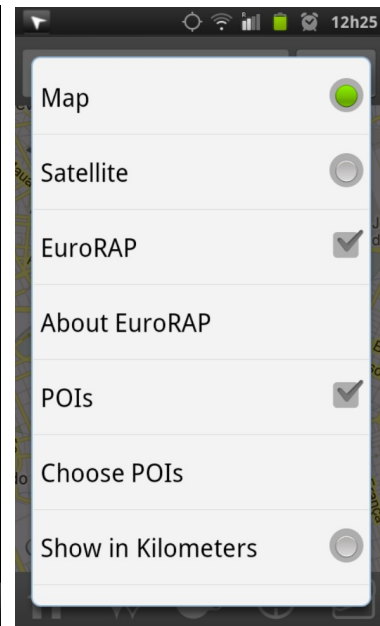 12h25
Map
Satellite
EuroRAP
About EuroRAP
POIs
Choose POIs
Show in Kilometers